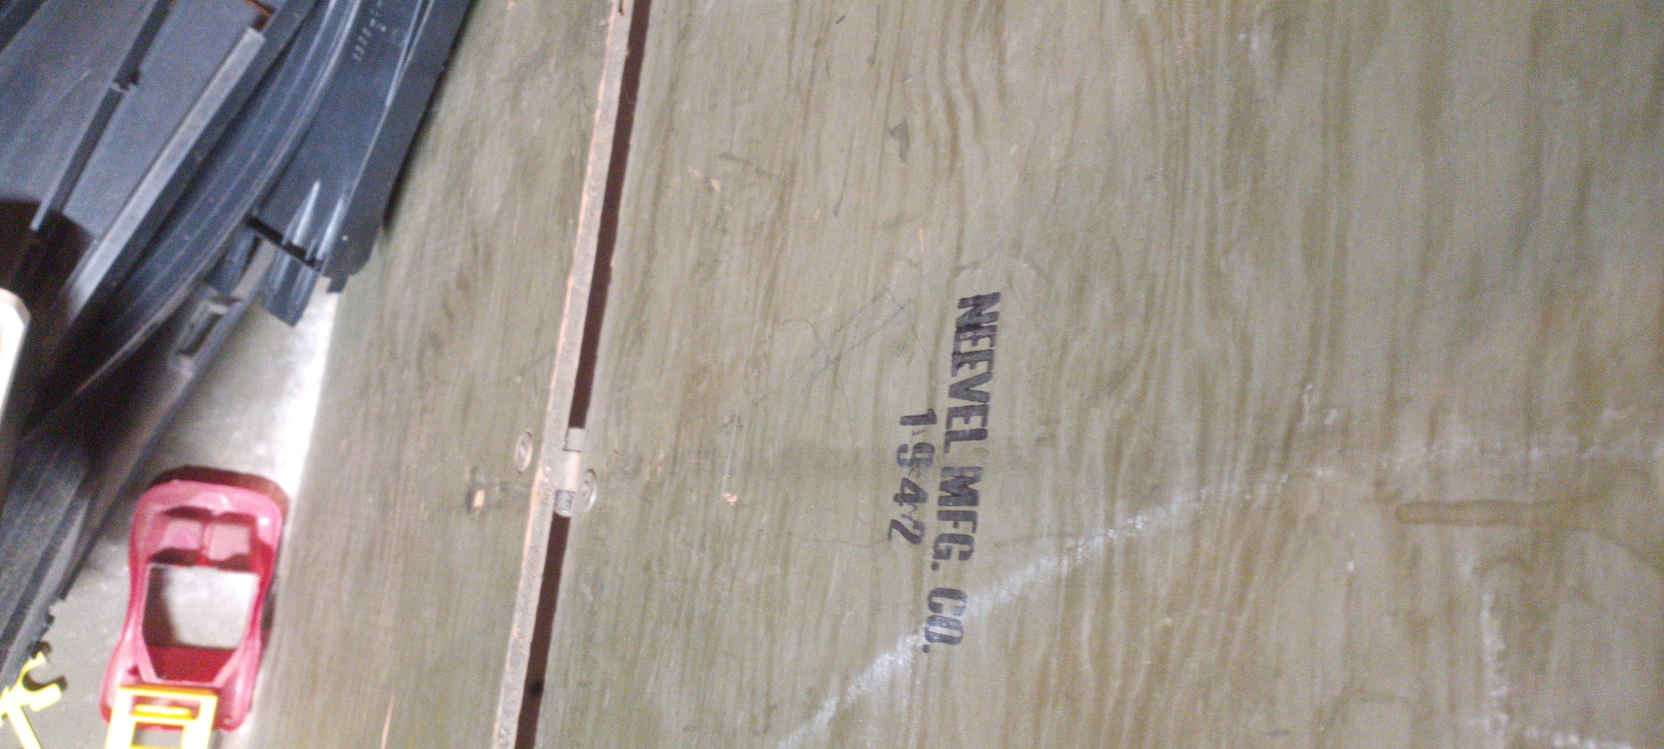 NEEVEL MFG. CO.
1942